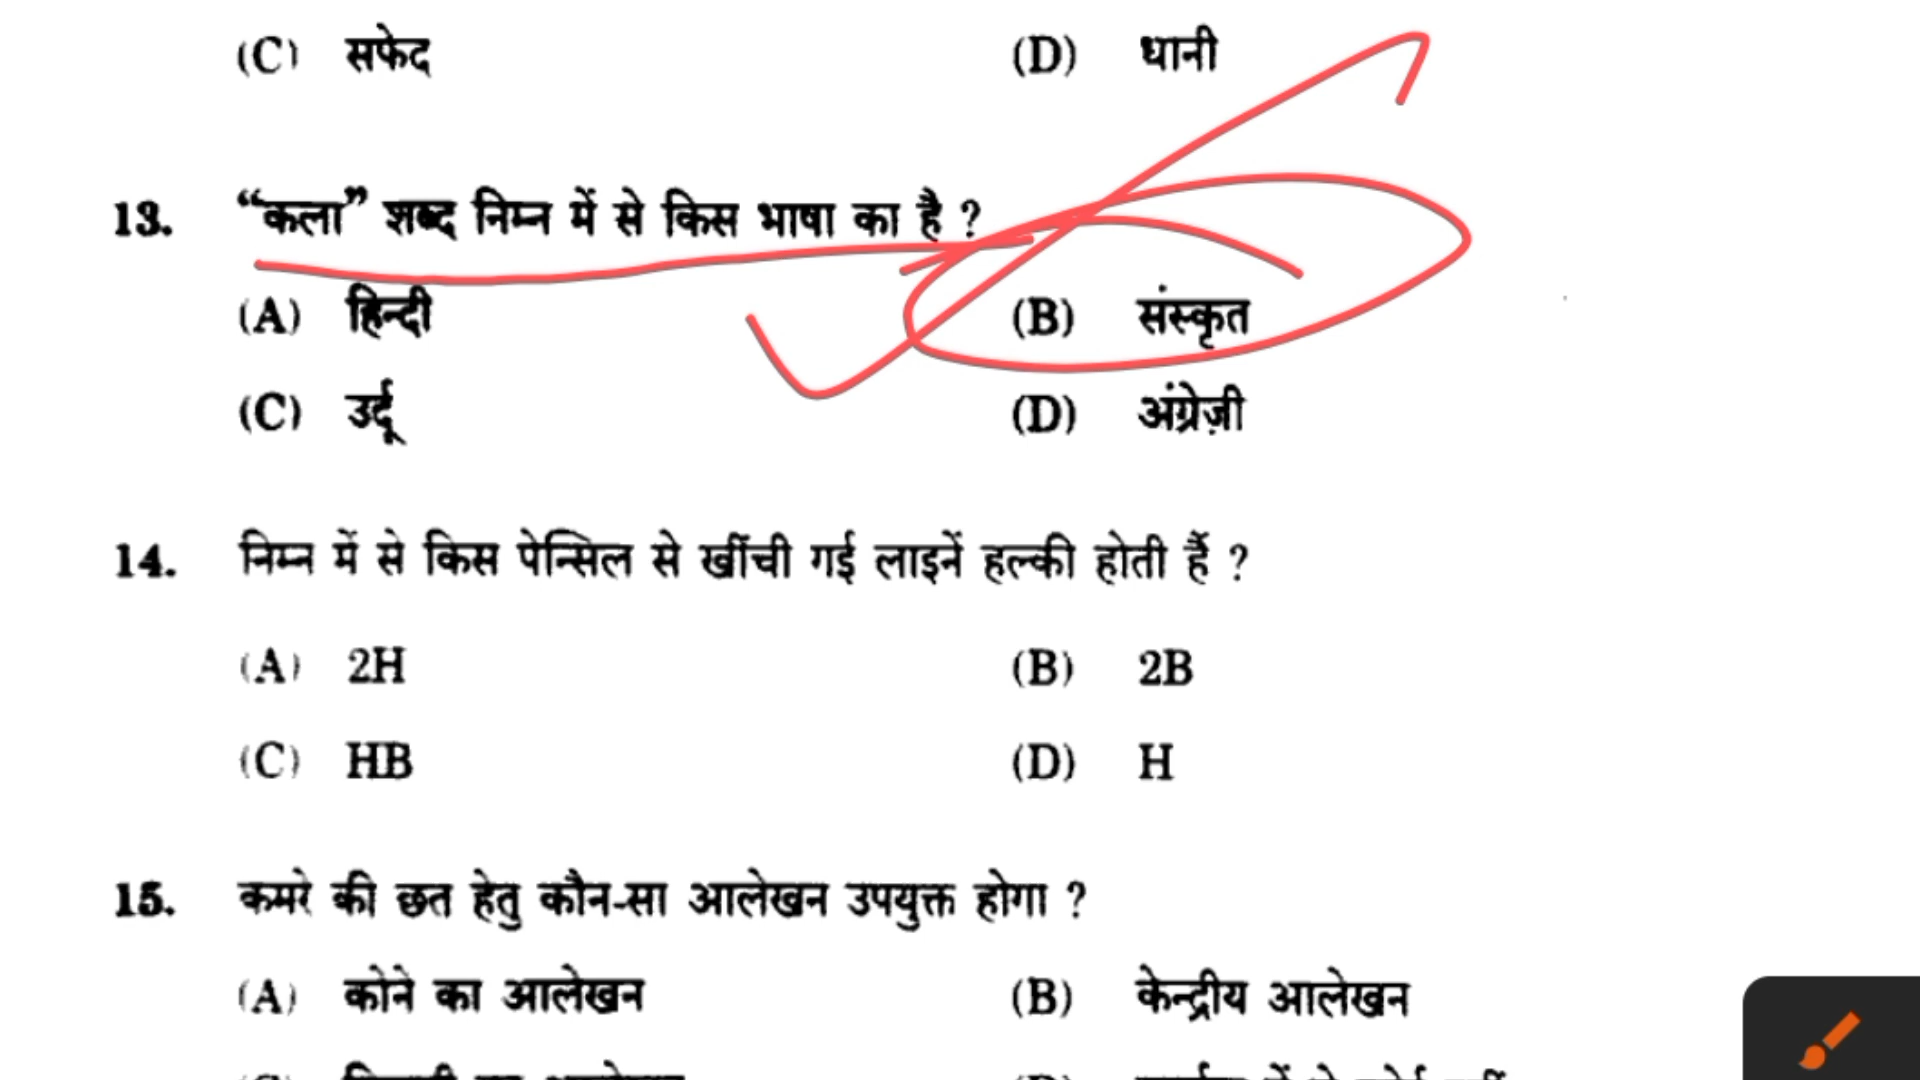 (C) सफेद (D) धानी
13. “कला” शब्द निम्न में से किस भाषा का है ?
(A) हिन्दी (B) संस्कृत
(C) उर्दू (D) अंग्रेज़ी
14. निम्न में से किस पेन्सिल से खींची गई लाइनें हल्की होती हैं ?
(A) 2H (B) 2B
(C) HB (D) H
15. कमरे की छत हेतु कौन-सा आलेखन उपयुक्त होगा ?
(A) कोने का आलेखन (B) केन्द्रीय आलेखन